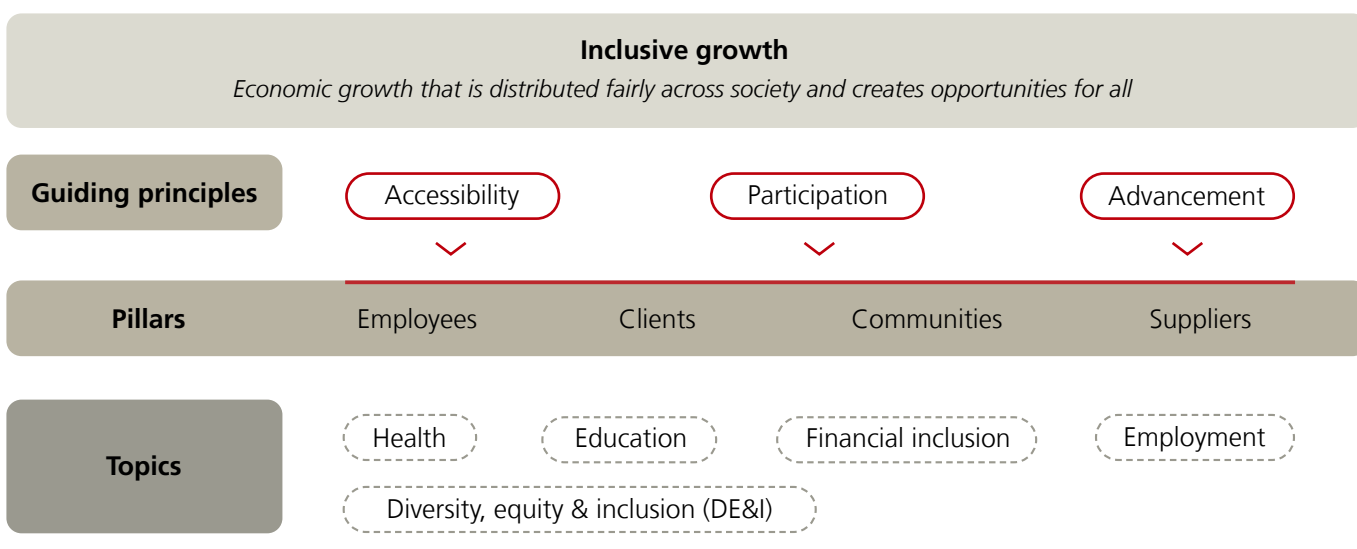 Inclusive growth
Economic growth that is distributed fairly across society and creates opportunities for all
Guiding principles
Accessibility
Participation
Advancement
Pillars
Employees
Clients
Communities
Suppliers
Topics
Health
Education
Financial inclusion
Employment
Diversity, equity & inclusion (DE&I)